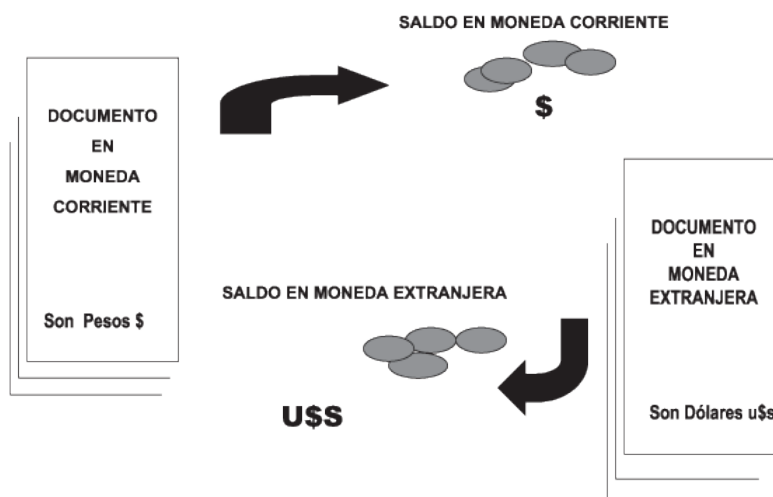 SALDO EN MONEDA CORRIENTE
$
DOCUMENTO
EN
MONEDA
CORRIENTE
Son Pesos $
SALDO EN MONEDA EXTRANJERA
U$S
DOCUMENTO
EN
MONEDA
EXTRANJERA
Son Dólares u$s